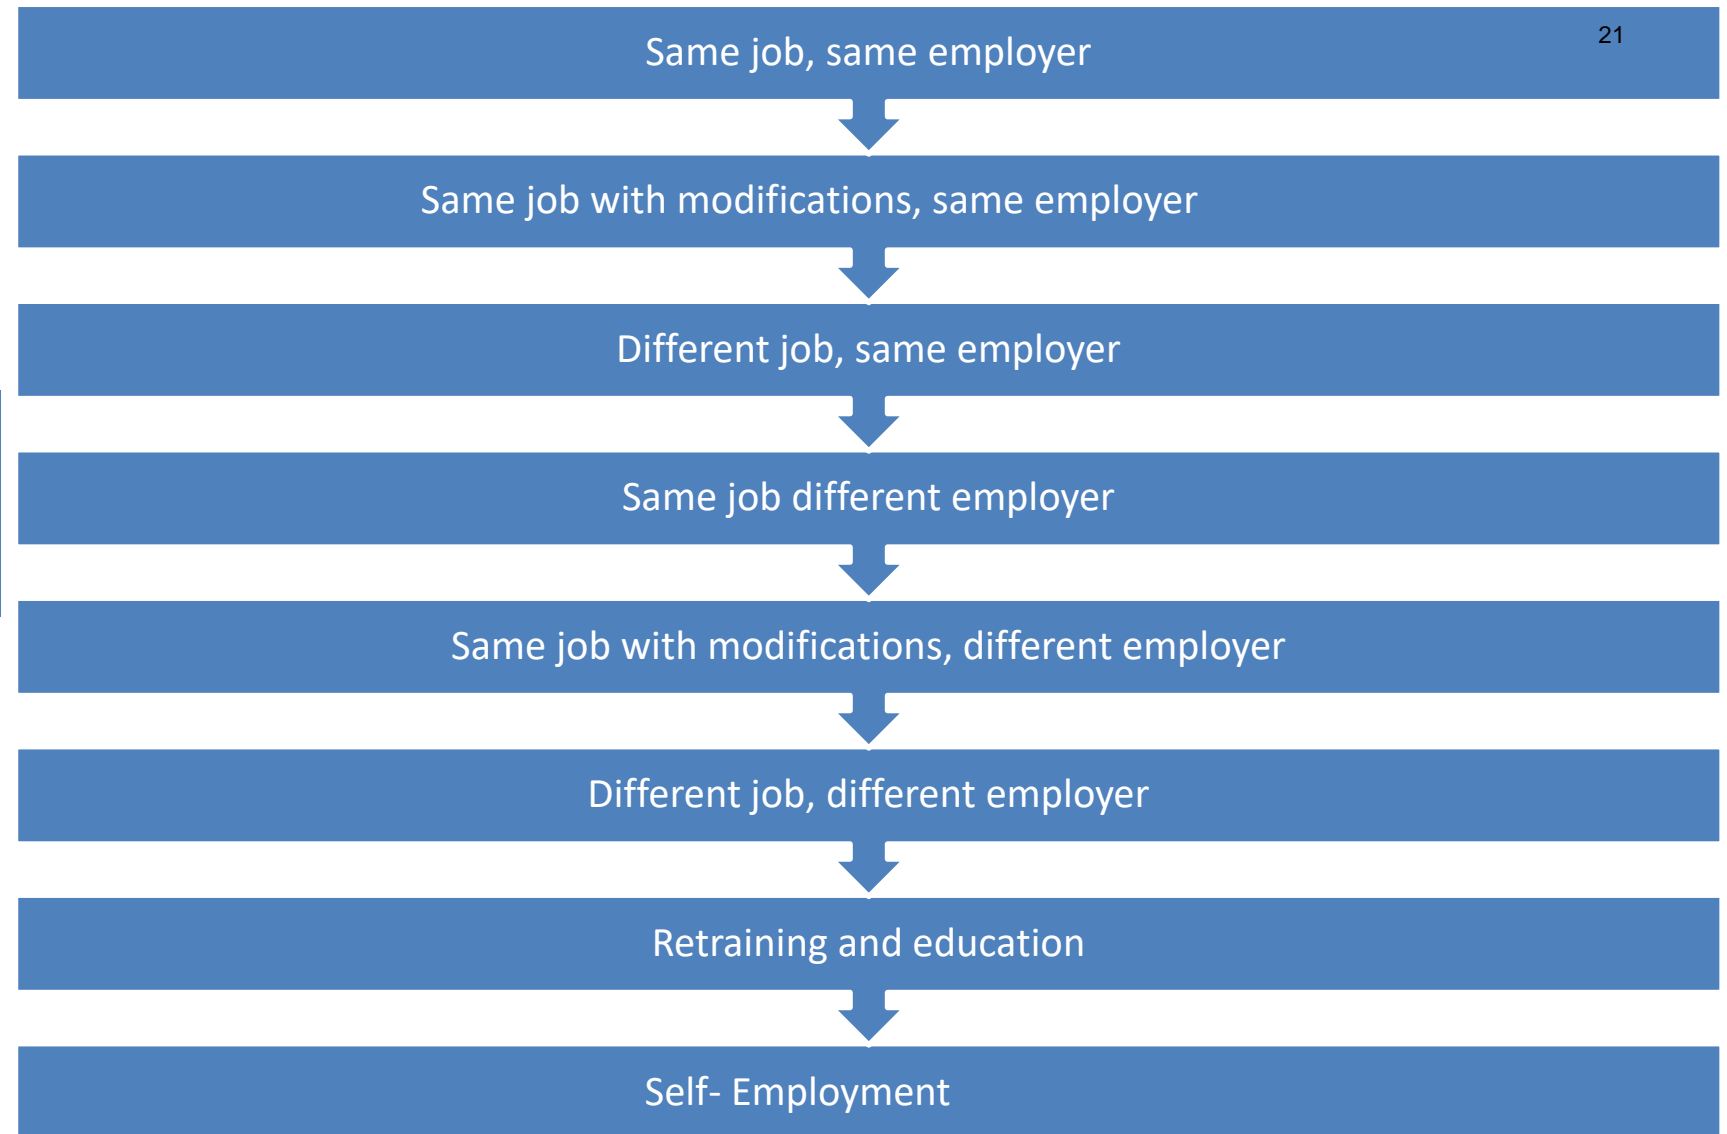 21
Same job, same employer
Same job with modifications, same employer
Different job, same employer
Same job different employer
Same job with modifications, different employer
Different job, different employer
Retraining and education
Self- Employment